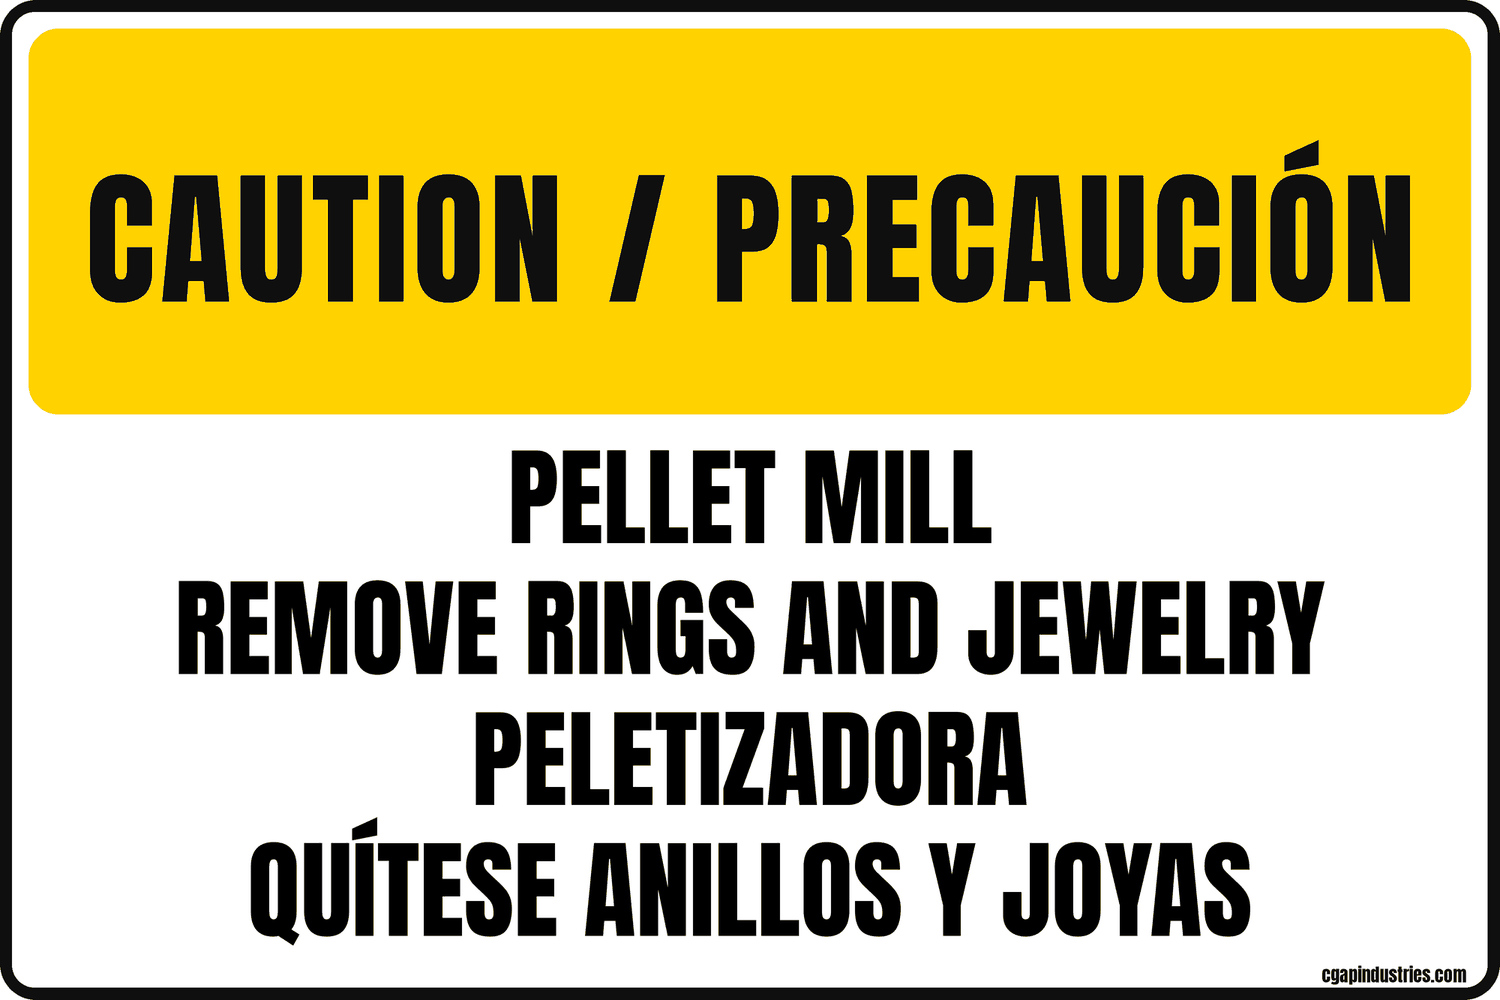 CAUTION / PRECAUCIÓN
PELLET MILL
REMOVE RINGS AND JEWELRY
PELETIZADORA
QUÍTESE ANILLOS Y JOYAS
cgapindustries.com